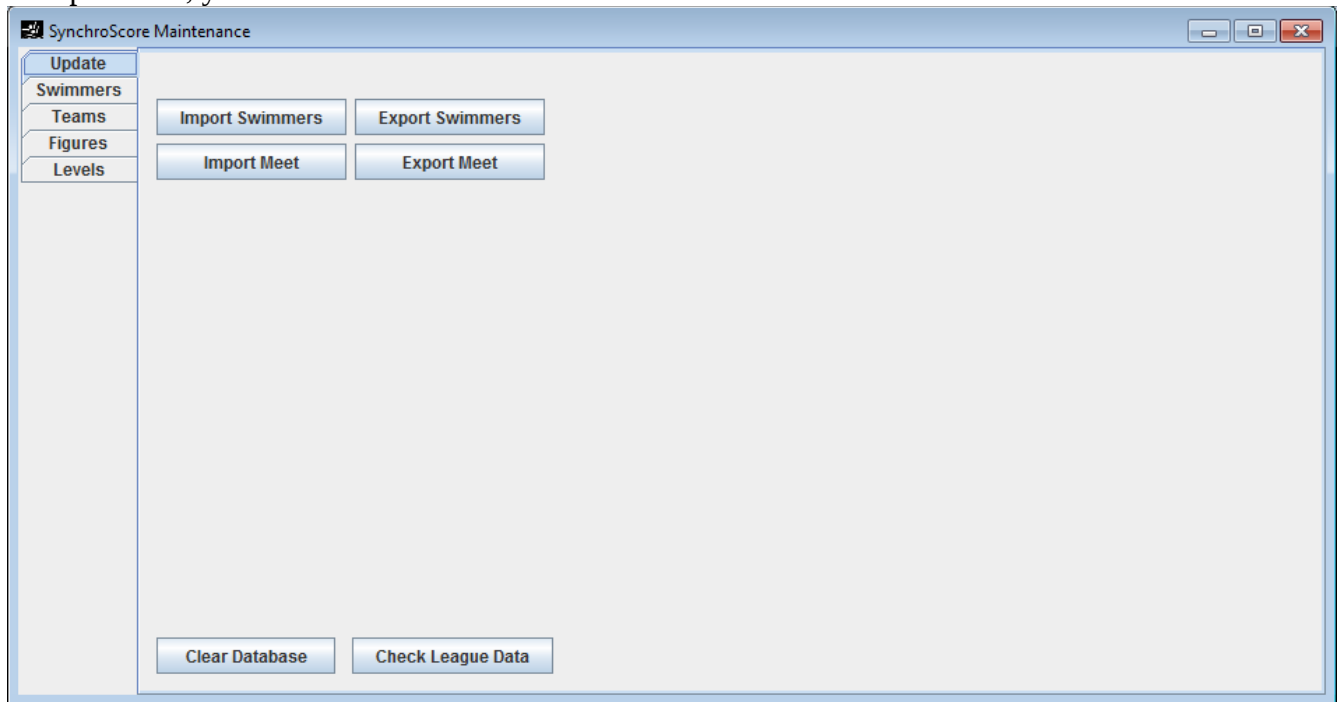 SynchroScore Maintenance
Update
Swimmers
Teams
Figures
Levels
Import Swimmers Export Swimmers
Import Meet Export Meet
Clear Database Check League Data